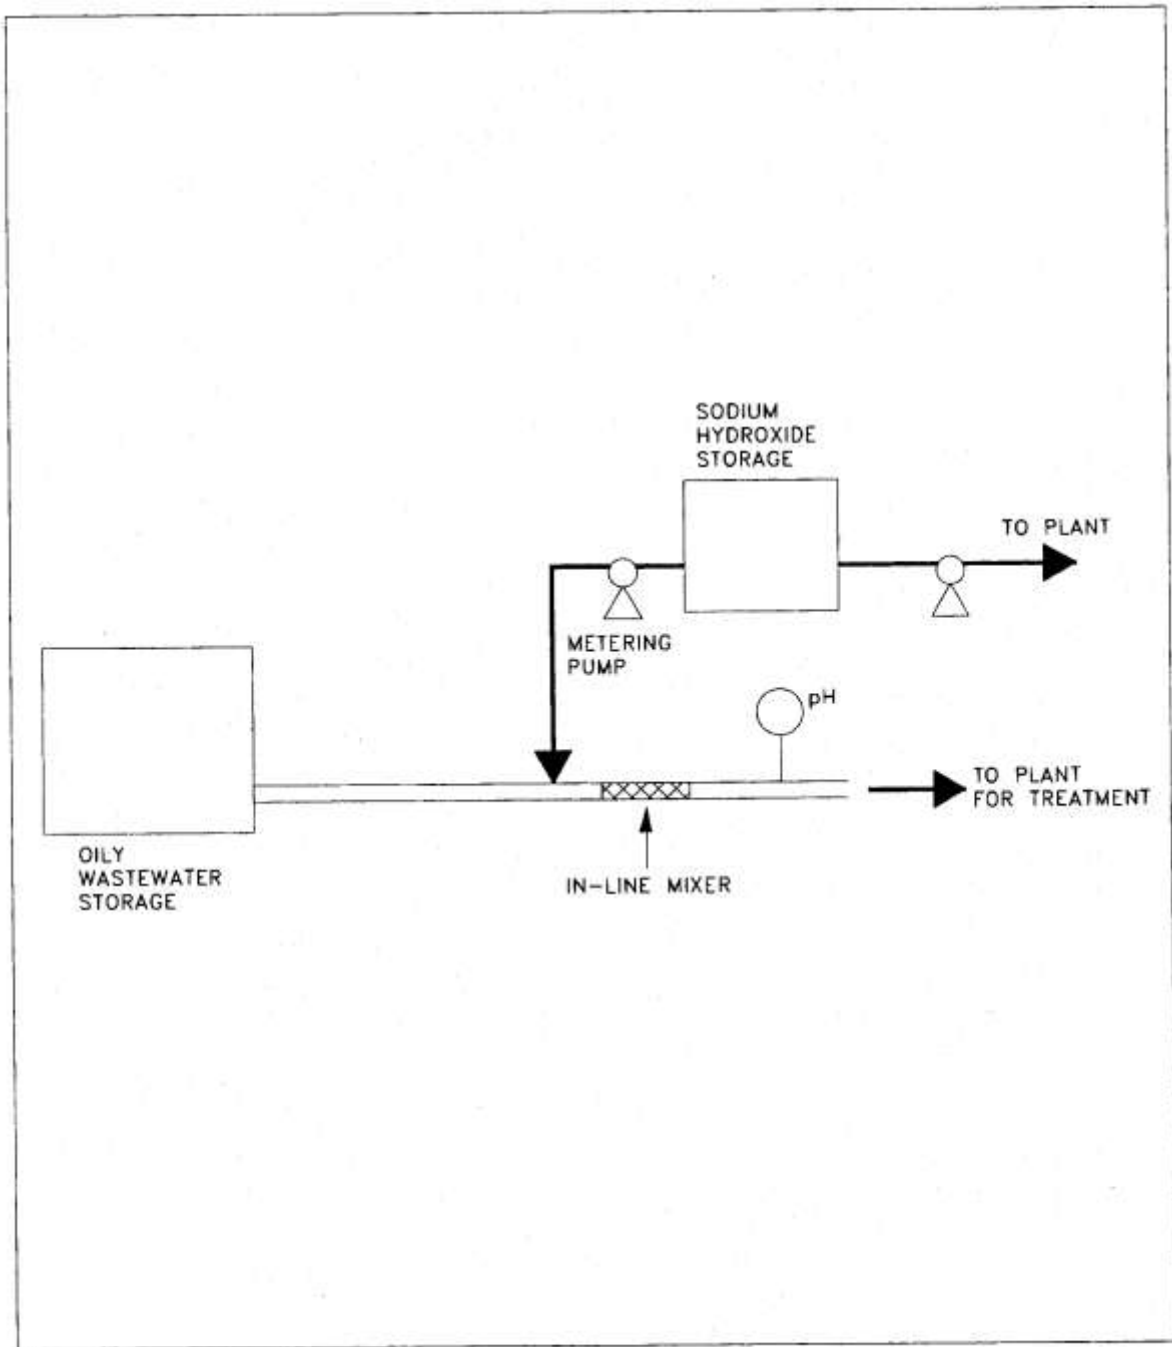 SODIUM
HYDROXIDE
STORAGE
TO PLANT
METERING
PUMP
pH
TO PLANT
FOR TREATMENT
OILY
WASTEWATER
STORAGE
IN-LINE MIXER